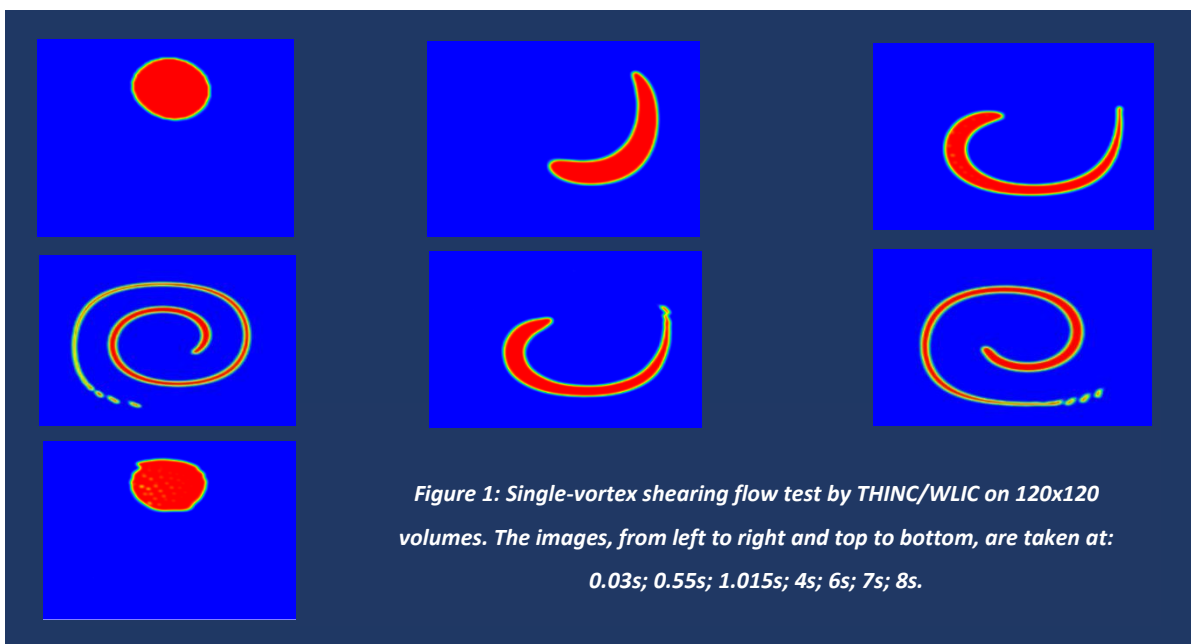 Figure 1: Single-vortex shearing flow test by THINC/WLIC on 120x120
volumes. The images, from left to right and top to bottom, are taken at:
0.03s; 0.55s; 1.015s; 4s; 6s; 7s; 8s.